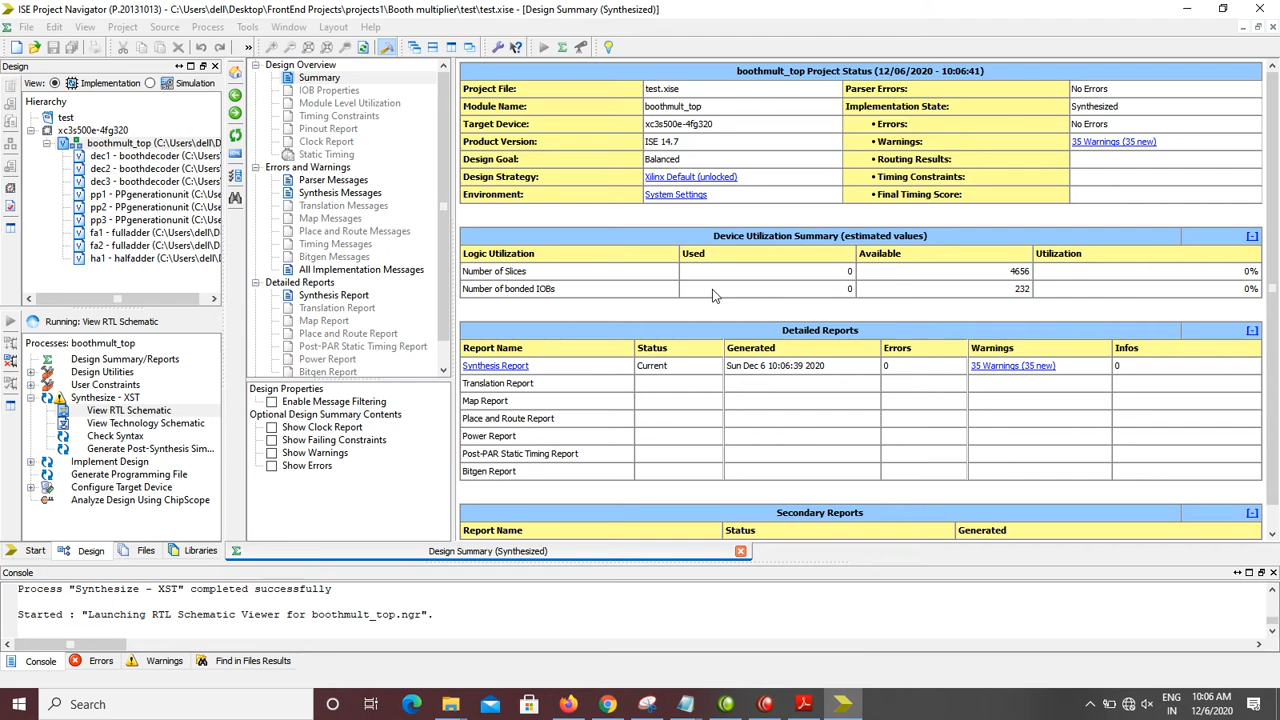 ISE Project Navigator (P.20131013) - C:\Users\dell\Desktop\FrontEnd Projects\projects1\Booth multiplier\test\test.xise - [Design Summary (Synthesized)]
File Edit View Project Source Process Tools Window Layout Help
Design
View: Implementation Simulation
Hierarchy
test
xc3s500e-4fg320
boothmult_top (C:\Users\dell\D
dec1 - boothdecoder (C:\Users
dec2 - boothdecoder (C:\Users
dec3 - boothdecoder (C:\Users
pp1 - PPgenerationunit (C:\User
pp2 - PPgenerationunit (C:\User
pp3 - PPgenerationunit (C:\User
fa1 - fulladder (C:\Users\dell\D
fa2 - fulladder (C:\Users\dell\D
ha1 - halfadder (C:\Users\dell\
Running: View RTL Schematic
Processes: boothmult_top
Design Summary/Reports
Design Utilities
User Constraints
Synthesize - XST
View RTL Schematic
View Technology Schematic
Check Syntax
Generate Post-Synthesis Sim...
Implement Design
Generate Programming File
Configure Target Device
Analyze Design Using ChipScope
Start Design Files Libraries
Design Overview
Summary
IOB Properties
Module Level Utilization
Timing Constraints
Pinout Report
Clock Report
Static Timing
Errors and Warnings
Parser Messages
Synthesis Messages
Translation Messages
Map Messages
Place and Route Messages
Timing Messages
Bitgen Messages
All Implementation Messages
Detailed Reports
Synthesis Report
Translation Report
Map Report
Place and Route Report
Post-PAR Static Timing Report
Power Report
Bitgen Report
Design Properties
Enable Message Filtering
Optional Design Summary Contents
Show Clock Report
Show Failing Constraints
Show Warnings
Show Errors
boothmult_top Project Status (12/06/2020 - 10:06:41)
Project File: test.xise Parser Errors: No Errors
Module Name: boothmult_top Implementation State: Synthesized
Target Device: xc3s500e-4fg320 • Errors: No Errors
Product Version: ISE 14.7 • Warnings: 35 Warnings (35 new)
Design Goal: Balanced • Routing Results:
Design Strategy: Xilinx Default (unlocked) • Timing Constraints:
Environment: System Settings • Final Timing Score:
Device Utilization Summary (estimated values) [-]
Logic Utilization Used Available Utilization
Number of Slices 0 4656 0%
Number of bonded IOBs 0 232 0%
Detailed Reports [-]
Report Name Status Generated Errors Warnings Infos
Synthesis Report Current Sun Dec 6 10:06:39 2020 0 35 Warnings (35 new) 0
Translation Report
Map Report
Place and Route Report
Power Report
Post-PAR Static Timing Report
Bitgen Report
Secondary Reports [-]
Report Name Status Generated
Design Summary (Synthesized)
Console
Process "Synthesize - XST" completed successfully
Started : "Launching RTL Schematic Viewer for boothmult_top.ngr".
Console Errors Warnings Find in Files Results
Search
ENG 10:06 AM
IN 12/6/2020